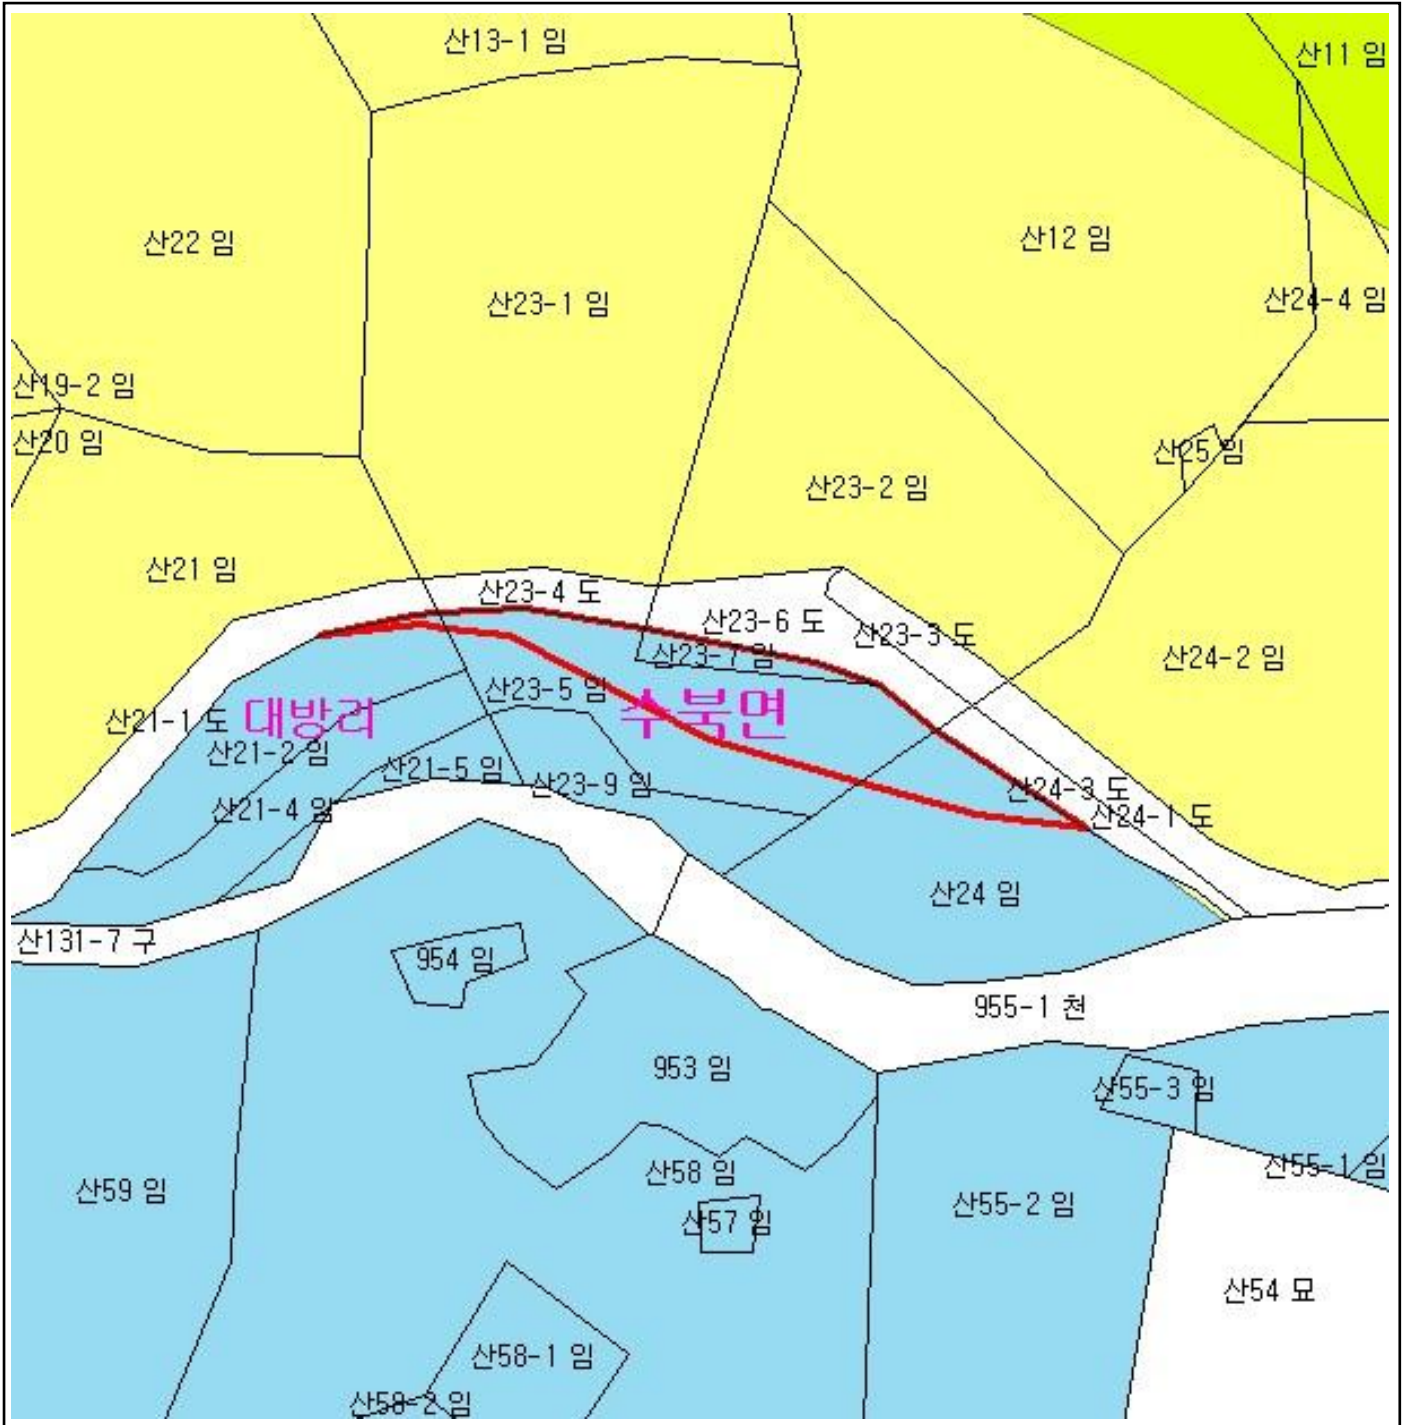 산13-1 임
산11 임
산22 임
산12 임
산23-1 임
산24-4 임
산19-2 임
산20 임
산25 임
산23-2 임
산21 임
산23-4 도
산23-6 도
산23-3 도
산23-7 임
산24-2 임
산23-5 임
대방리
수북면
산21-1 도
산21-2 임
산21-5 임
산23-9 임
산24-3 도
산21-4 임
산24-1 도
산24 임
산131-7 구
954 임
955-1 천
953 임
산55-3 임
산58 임
산55-1 임
산59 임
산55-2 임
산57 임
산54 묘
산58-1 임
산58-2 임